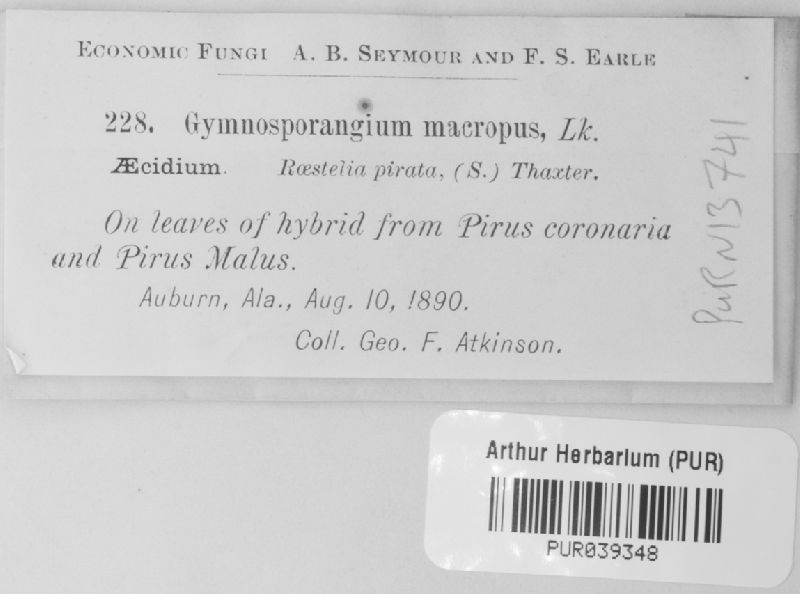 ECONOMIC FUNGI A. B. SEYMOUR AND F. S. EARLE
228. Gymnosporangium macropus, Lk.
Æcidium. Rœstelia pirata, (S.) Thaxter.
On leaves of hybrid from Pirus coronaria
and Pirus Malus.
Auburn, Ala., Aug. 10, 1890.
Coll. Geo. F. Atkinson.
PUR N13741
Arthur Herbarium (PUR)
PUR039348